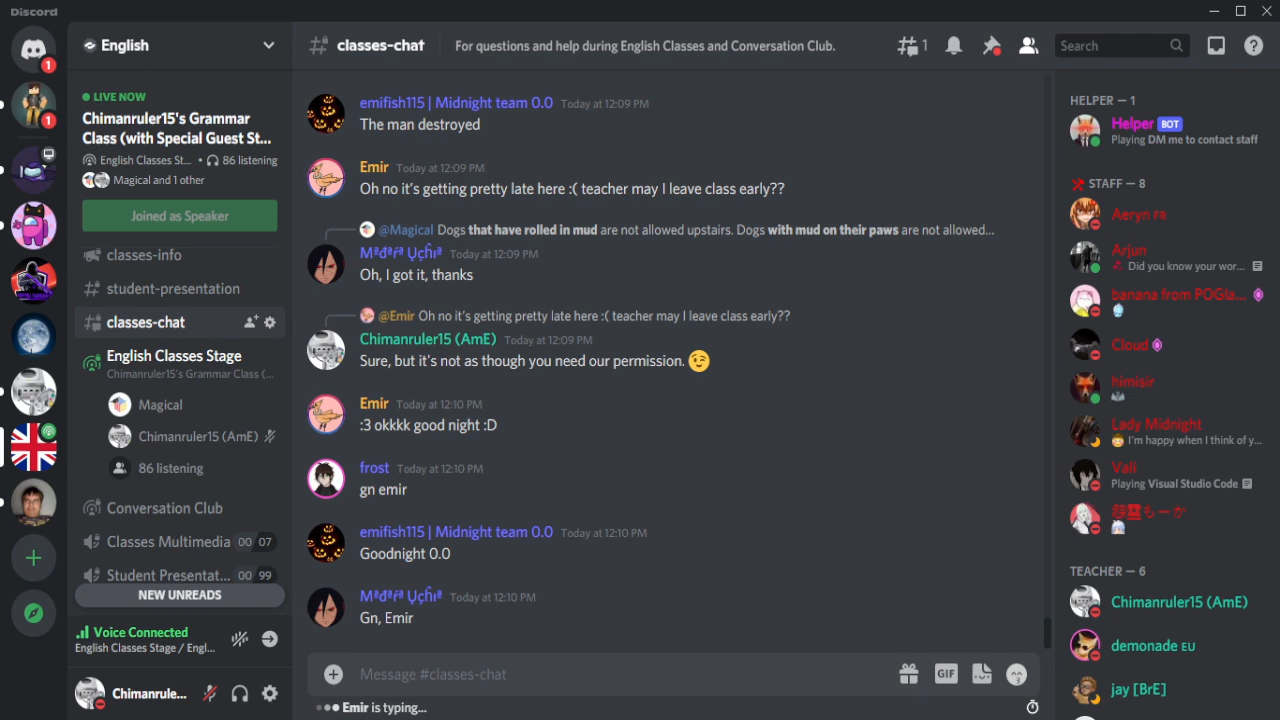 Discord
English
classes-chat
For questions and help during English Classes and Conversation Club.
1
Search
1
1
LIVE NOW
Chimanruler15's Grammar
Class (with Special Guest St...
English Classes St... • 86 listening
Magical and 1 other
Joined as Speaker
classes-info
student-presentation
classes-chat
English Classes Stage
Chimanruler15's Grammar Class (...
Magical
Chimanruler15 (AmE)
86 listening
Conversation Club
Classes Multimedia 00 07
Student Presentat... 00 99
NEW UNREADS
Voice Connected
English Classes Stage / Engl...
Chimanrule...
emifish115 | Midnight team 0.0 Today at 12:09 PM
The man destroyed
Emir Today at 12:09 PM
Oh no it's getting pretty late here :( teacher may I leave class early??
@Magical Dogs that have rolled in mud are not allowed upstairs. Dogs with mud on their paws are not allowed...
Today at 12:09 PM
Oh, I got it, thanks
@Emir Oh no it's getting pretty late here :( teacher may I leave class early??
Chimanruler15 (AmE) Today at 12:09 PM
Sure, but it's not as though you need our permission. 😉
Emir Today at 12:10 PM
:3 okkkk good night :D
frost Today at 12:10 PM
gn emir
emifish115 | Midnight team 0.0 Today at 12:10 PM
Goodnight 0.0
Today at 12:10 PM
Gn, Emir
Message #classes-chat
GIF
Emir is typing...
HELPER — 1
Helper BOT
Playing DM me to contact staff
STAFF — 8
Aeryn FR
Arjun
Did you know your wor...
banana from POGla...
Cloud
himisir
Lady Midnight
I'm happy when I think of y...
Vali
Playing Visual Studio Code
TEACHER — 6
Chimanruler15 (AmE)
demonade EU
jay [BrE]